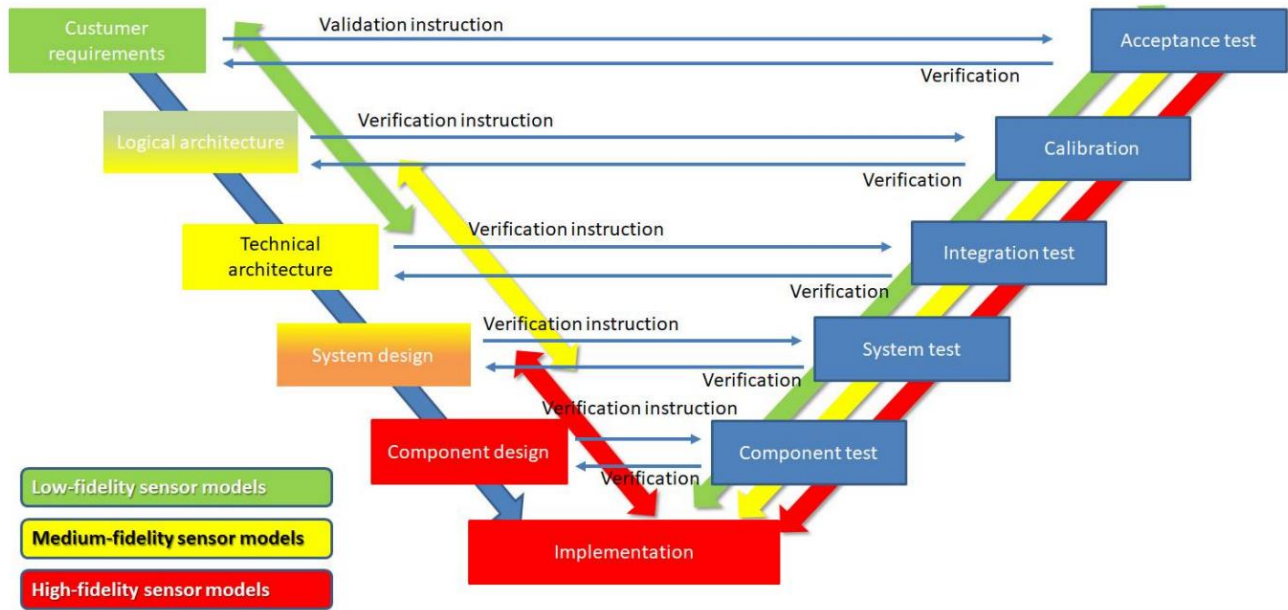 Custumer
requirements
Validation instruction
Verification
Acceptance test
Logical architecture
Verification instruction
Verification
Calibration
Technical
architecture
Verification instruction
Verification
Integration test
System design
Verification instruction
Verification
System test
Component design
Verification instruction
Verification
Component test
Implementation
Low-fidelity sensor models
Medium-fidelity sensor models
High-fidelity sensor models